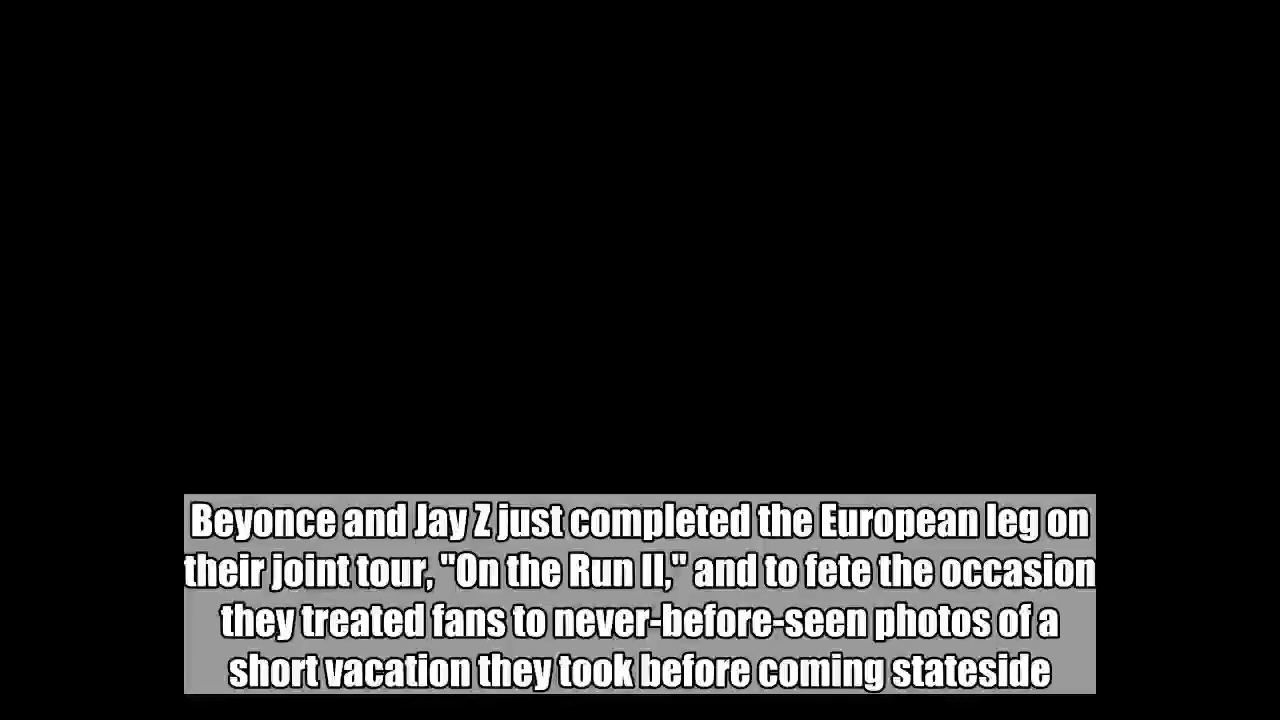 Beyonce and Jay Z just completed the European leg on
their joint tour, "On the Run II," and to fete the occasion
they treated fans to never-before-seen photos of a
short vacation they took before coming stateside